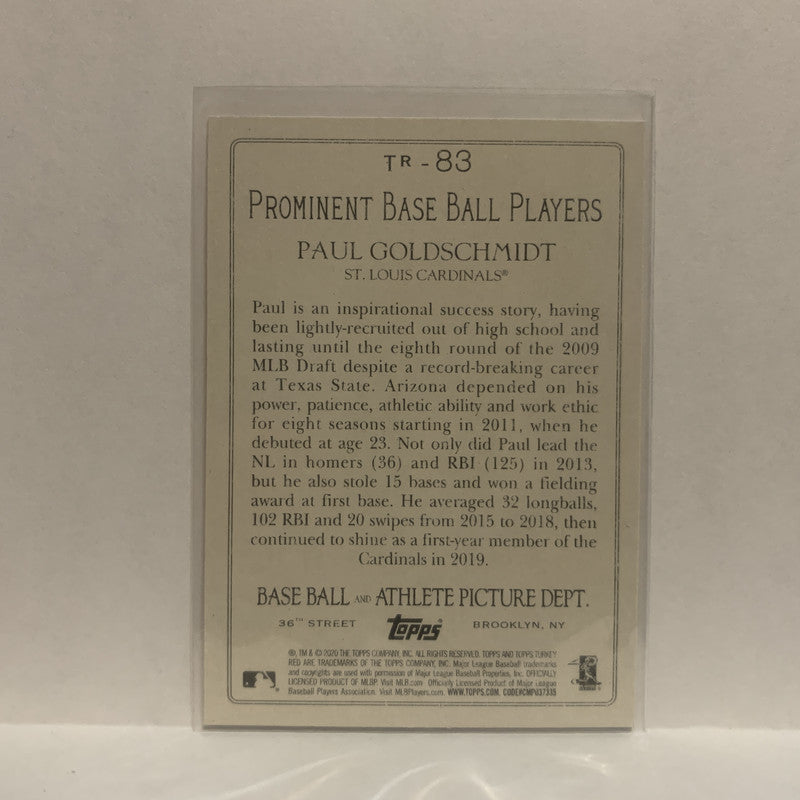 TR-83
PROMINENT BASE BALL PLAYERS
PAUL GOLDSCHMIDT
ST. LOUIS CARDINALS®
Paul is an inspirational success story, having
been lightly-recruited out of high school and
lasting until the eighth round of the 2009
MLB Draft despite a record-breaking career
at Texas State. Arizona depended on his
power, patience, athletic ability and work ethic
for eight seasons starting in 2011, when he
debuted at age 23. Not only did Paul lead the
NL in homers (36) and RBI (125) in 2013,
but he also stole 15 bases and won a fielding
award at first base. He averaged 32 longballs,
102 RBI and 20 swipes from 2015 to 2018, then
continued to shine as a first-year member of the
Cardinals in 2019.
BASE BALL AND ATHLETE PICTURE DEPT.
36TH STREET topps BROOKLYN, NY
®, TM & © 2020 THE TOPPS COMPANY, INC. ALL RIGHTS RESERVED. TOPPS AND TOPPS TURKEY
RED ARE TRADEMARKS OF THE TOPPS COMPANY, INC. Major League Baseball trademarks
and copyrights are used with permission of Major League Baseball Properties, Inc. OFFICIALLY
LICENSED PRODUCT OF MLBP. Visit MLB.com Officially Licensed Product of Major League
Baseball Players Association. Visit MLBPlayers.com. WWW.TOPPS.COM. CODE#CMP037335